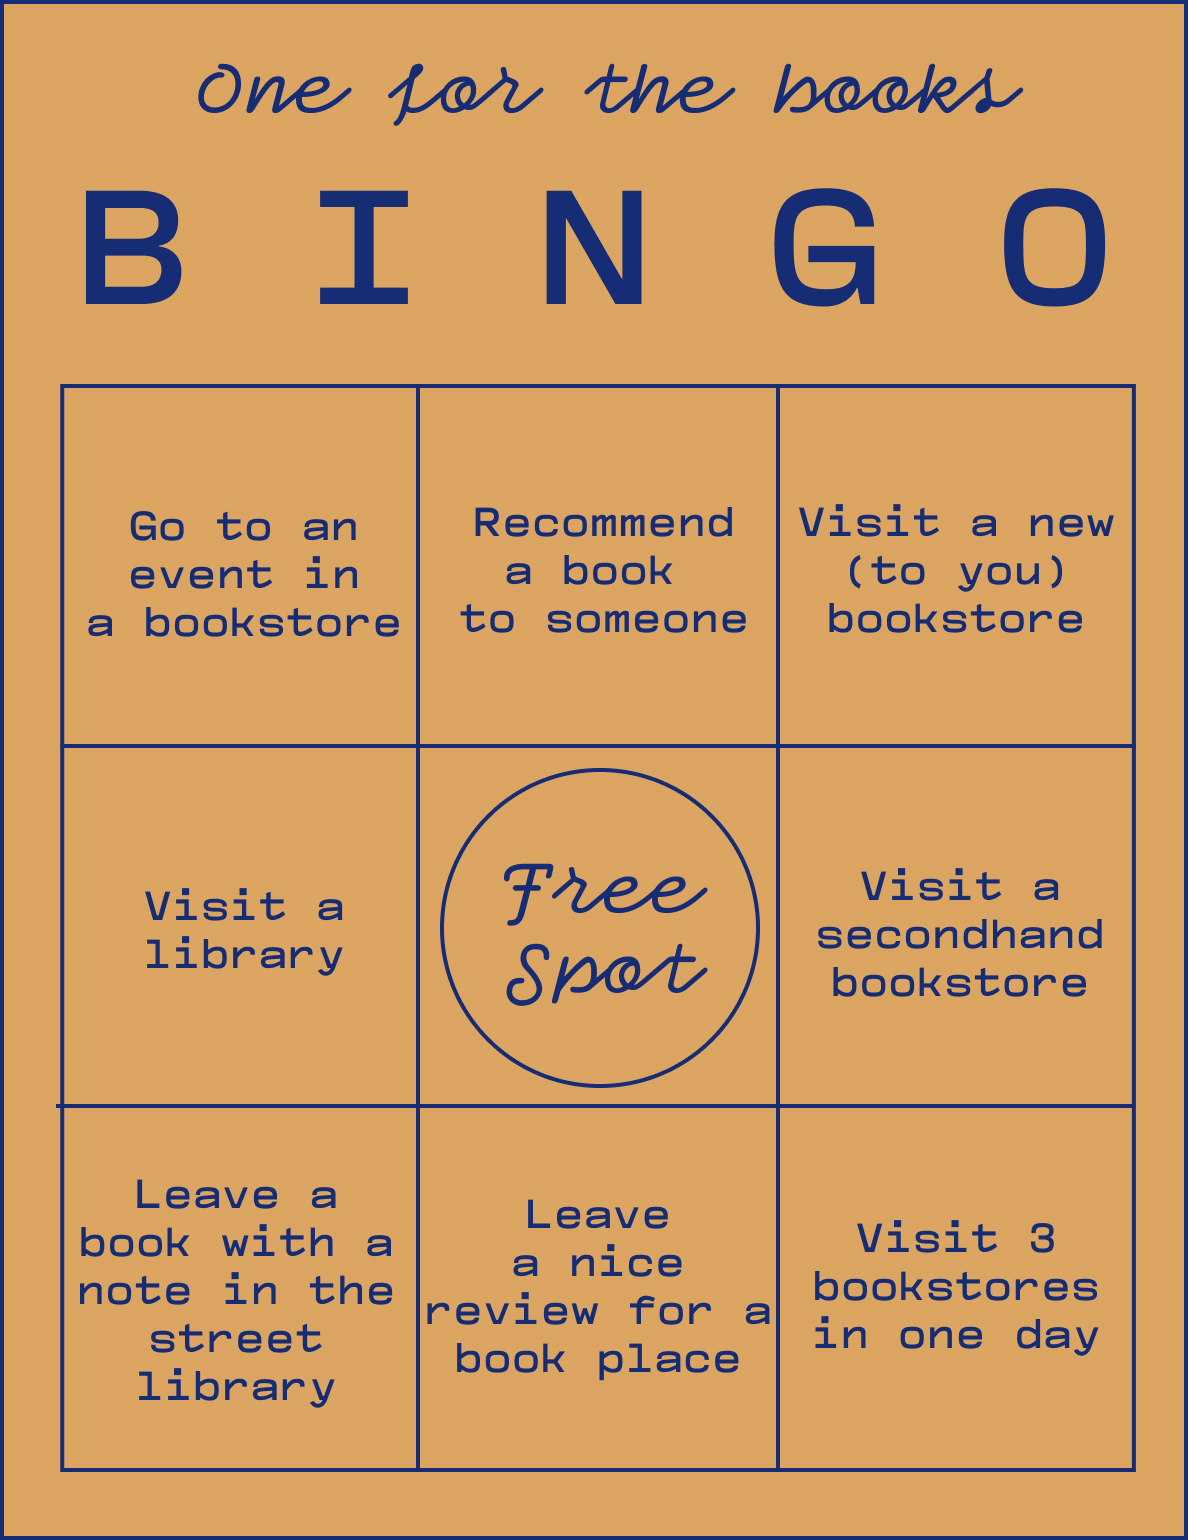 One for the books
B I N G O
Go to an
event in
a bookstore
Recommend
a book
to someone
Visit a new
(to you)
bookstore
Visit a
library
Free
Spot
Visit a
secondhand
bookstore
Leave a
book with a
note in the
street
library
Leave
a nice
review for a
book place
Visit 3
bookstores
in one day